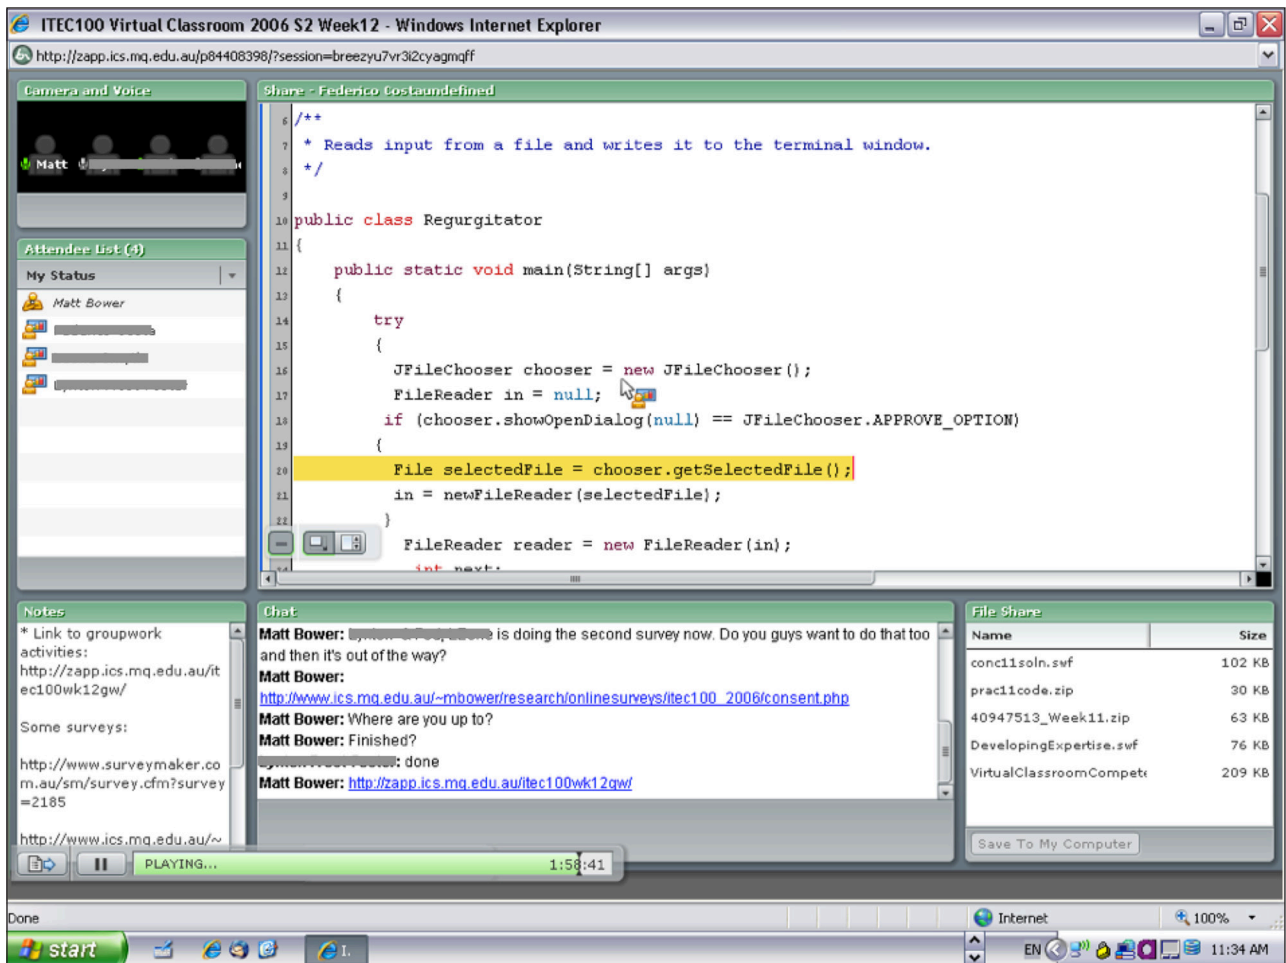 ITEC100 Virtual Classroom 2006 S2 Week12 - Windows Internet Explorer
http://zapp.ics.mq.edu.au/p84408398/?session=breezyu7vr3i2cyagmqff
Camera and Voice
Matt
Attendee List (4)
My Status
Matt Bower
Share - Federico Costaundefined
6 /**
7 * Reads input from a file and writes it to the terminal window.
8 */
9
10 public class Regurgitator
11 {
12 public static void main(String[] args)
13 {
14 try
15 {
16 JFileChooser chooser = new JFileChooser();
17 FileReader in = null;
18 if (chooser.showOpenDialog(null) == JFileChooser.APPROVE_OPTION)
19 {
20 File selectedFile = chooser.getSelectedFile();
21 in = newFileReader(selectedFile);
22 }
FileReader reader = new FileReader(in);
24 int next;
Notes
* Link to groupwork
activities:
http://zapp.ics.mq.edu.au/it
ec100wk12gw/
Some surveys:
http://www.surveymaker.co
m.au/sm/survey.cfm?survey
=2185
http://www.ics.mq.edu.au/~
Chat
Matt Bower: is doing the second survey now. Do you guys want to do that too
and then it's out of the way?
Matt Bower:
http://www.ics.mq.edu.au/~mbower/research/onlinesurveys/itec100_2006/consent.php
Matt Bower: Where are you up to?
Matt Bower: Finished?
: done
Matt Bower: http://zapp.ics.mq.edu.au/itec100wk12gw/
File Share
Name Size
conc11soln.swf 102 KB
prac11code.zip 30 KB
40947513_Week11.zip 63 KB
DevelopingExpertise.swf 76 KB
VirtualClassroomCompete 209 KB
Save To My Computer
PLAYING... 1:58:41
Done
Internet
100%
start
I.
EN
11:34 AM